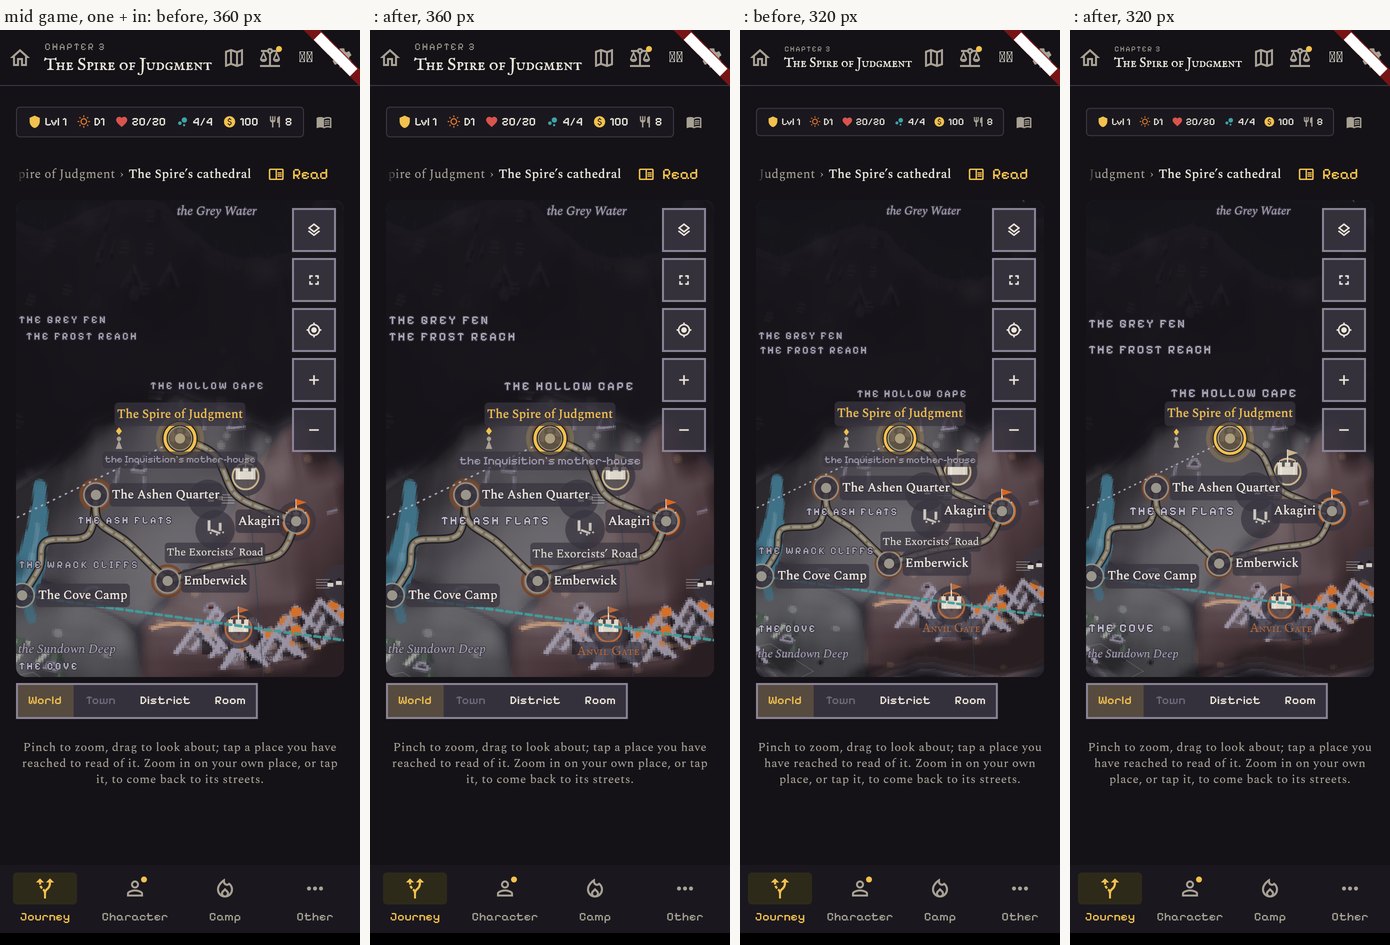 mid game, one + in: before, 360 px
CHAPTER 3
The Spire of Judgment
Lvl 1 D1 20/20 4/4 100 8
pire of Judgment › The Spire's cathedral Read
the Grey Water
THE GREY FEN
THE FROST REACH
THE HOLLOW CAPE
The Spire of Judgment
the Inquisition's mother-house
The Ashen Quarter
THE ASH FLATS
Akagiri
The Exorcists' Road
THE WRACK CLIFFS
Emberwick
The Cove Camp
the Sundown Deep
THE COVE
World Town District Room
Pinch to zoom, drag to look about; tap a place you have
reached to read of it. Zoom in on your own place, or tap
it, to come back to its streets.
Journey Character Camp Other
: after, 360 px
CHAPTER 3
The Spire of Judgment
Lvl 1 D1 20/20 4/4 100 8
pire of Judgment › The Spire's cathedral Read
the Grey Water
THE GREY FEN
THE FROST REACH
THE HOLLOW CAPE
The Spire of Judgment
the Inquisition's mother-house
The Ashen Quarter
THE ASH FLATS
Akagiri
The Exorcists' Road
Emberwick
The Cove Camp
the Sundown Deep
Anvil Gate
World Town District Room
Pinch to zoom, drag to look about; tap a place you have
reached to read of it. Zoom in on your own place, or tap
it, to come back to its streets.
Journey Character Camp Other
: before, 320 px
CHAPTER 3
The Spire of Judgment
Lvl 1 D1 20/20 4/4 100 8
Judgment › The Spire's cathedral Read
the Grey Water
THE GREY FEN
THE FROST REACH
THE HOLLOW CAPE
The Spire of Judgment
the Inquisition's mother-house
The Ashen Quarter
THE ASH FLATS
Akagiri
The Exorcists' Road
THE WRACK CLIFFS
Emberwick
The Cove Camp
THE COVE
Anvil Gate
the Sundown Deep
World Town District Room
Pinch to zoom, drag to look about; tap a place you
have reached to read of it. Zoom in on your own
place, or tap it, to come back to its streets.
Journey Character Camp Other
: after, 320 px
CHAPTER 3
The Spire of Judgment
Lvl 1 D1 20/20 4/4 100 8
Judgment › The Spire's cathedral Read
the Grey Water
THE GREY FEN
THE FROST REACH
THE HOLLOW CAPE
The Spire of Judgment
The Ashen Quarter
THE ASH FLATS
Akagiri
Emberwick
The Cove Camp
THE COVE
Anvil Gate
the Sundown Deep
World Town District Room
Pinch to zoom, drag to look about; tap a place you
have reached to read of it. Zoom in on your own
place, or tap it, to come back to its streets.
Journey Character Camp Other